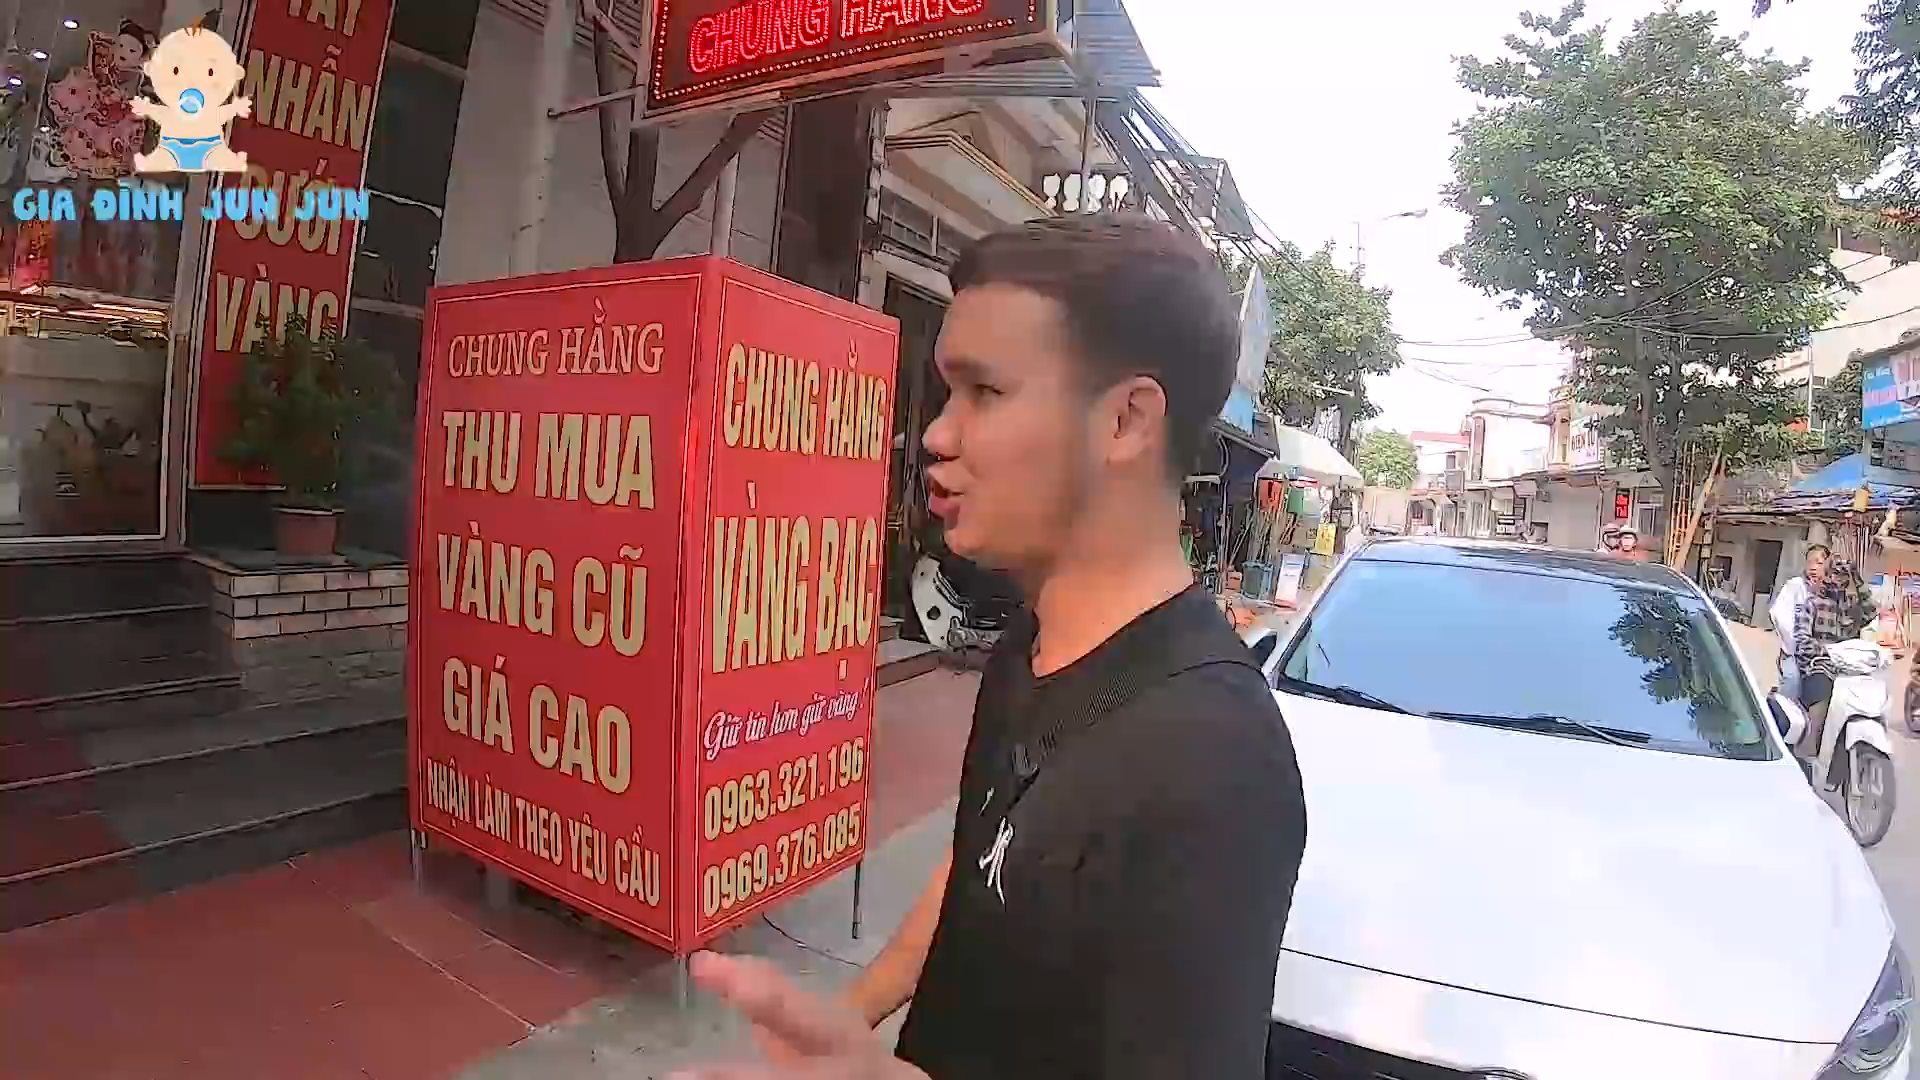 CHUNG HẰNG
TAY
NHẪN
CƯỚI
VÀNG
GIA ĐÌNH JUN JUN
CHUNG HẰNG
THU MUA
VÀNG CŨ
GIÁ CAO
NHẬN LÀM THEO YÊU CẦU
CHUNG HẰNG
VÀNG BẠC
Giữ tín hơn giữ vàng!
0963.321.196
0969.376.085